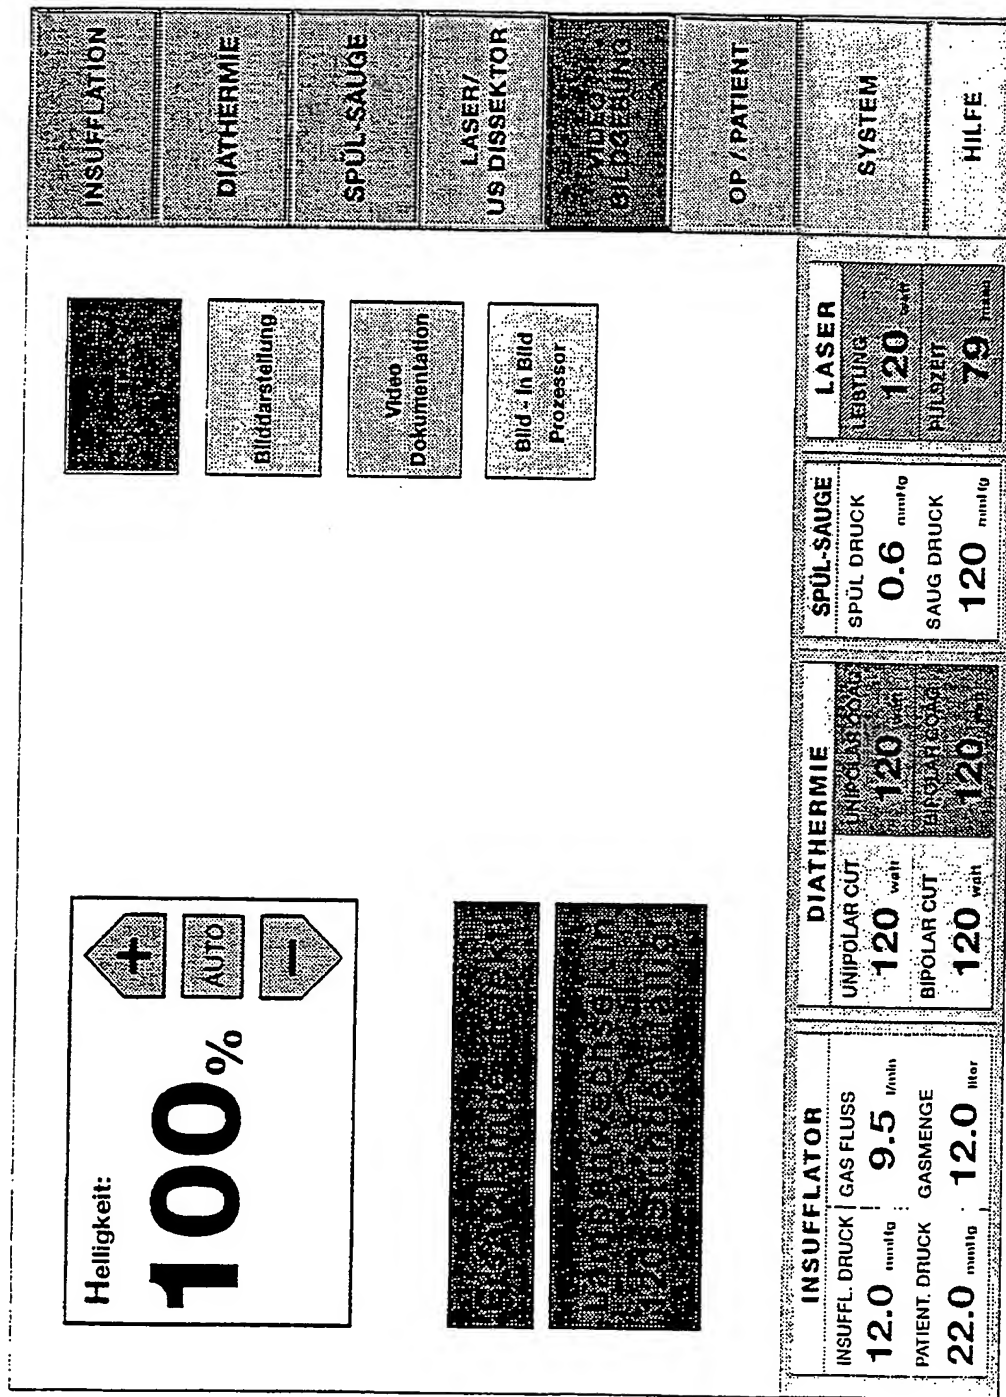 INSUFFLATION
DIATHERMIE
SPÜL-SAUGE
LASER/
US DISSEKTOR
VIDEO /
BILDGEBUNG
OP / PATIENT
SYSTEM
HILFE
Helligkeit:
100 %
+
AUTO
−
Bilddarstellung
Video
Dokumentation
Bild - In Bild
Prozessor
INSUFFLATOR
INSUFFL. DRUCK GAS FLUSS
12.0 mmHg 9.5 l/min
PATIENT. DRUCK GASMENGE
22.0 mmHg 12.0 liter
DIATHERMIE
UNIPOLAR CUT UNIPOLAR COAG
120 watt 120 watt
BIPOLAR CUT BIPOLAR COAG
120 watt 120 watt
SPÜL-SAUGE
SPÜL DRUCK
0.6 mmHg
SAUG DRUCK
120 mmHg
LASER
LEISTUNG
120 watt
PULSZEIT
79